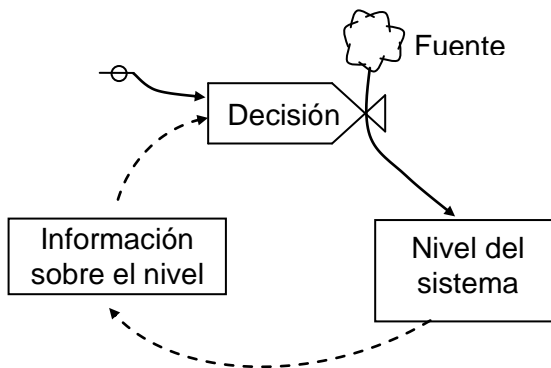 Fuente
Decisión
Información
sobre el nivel
Nivel del
sistema